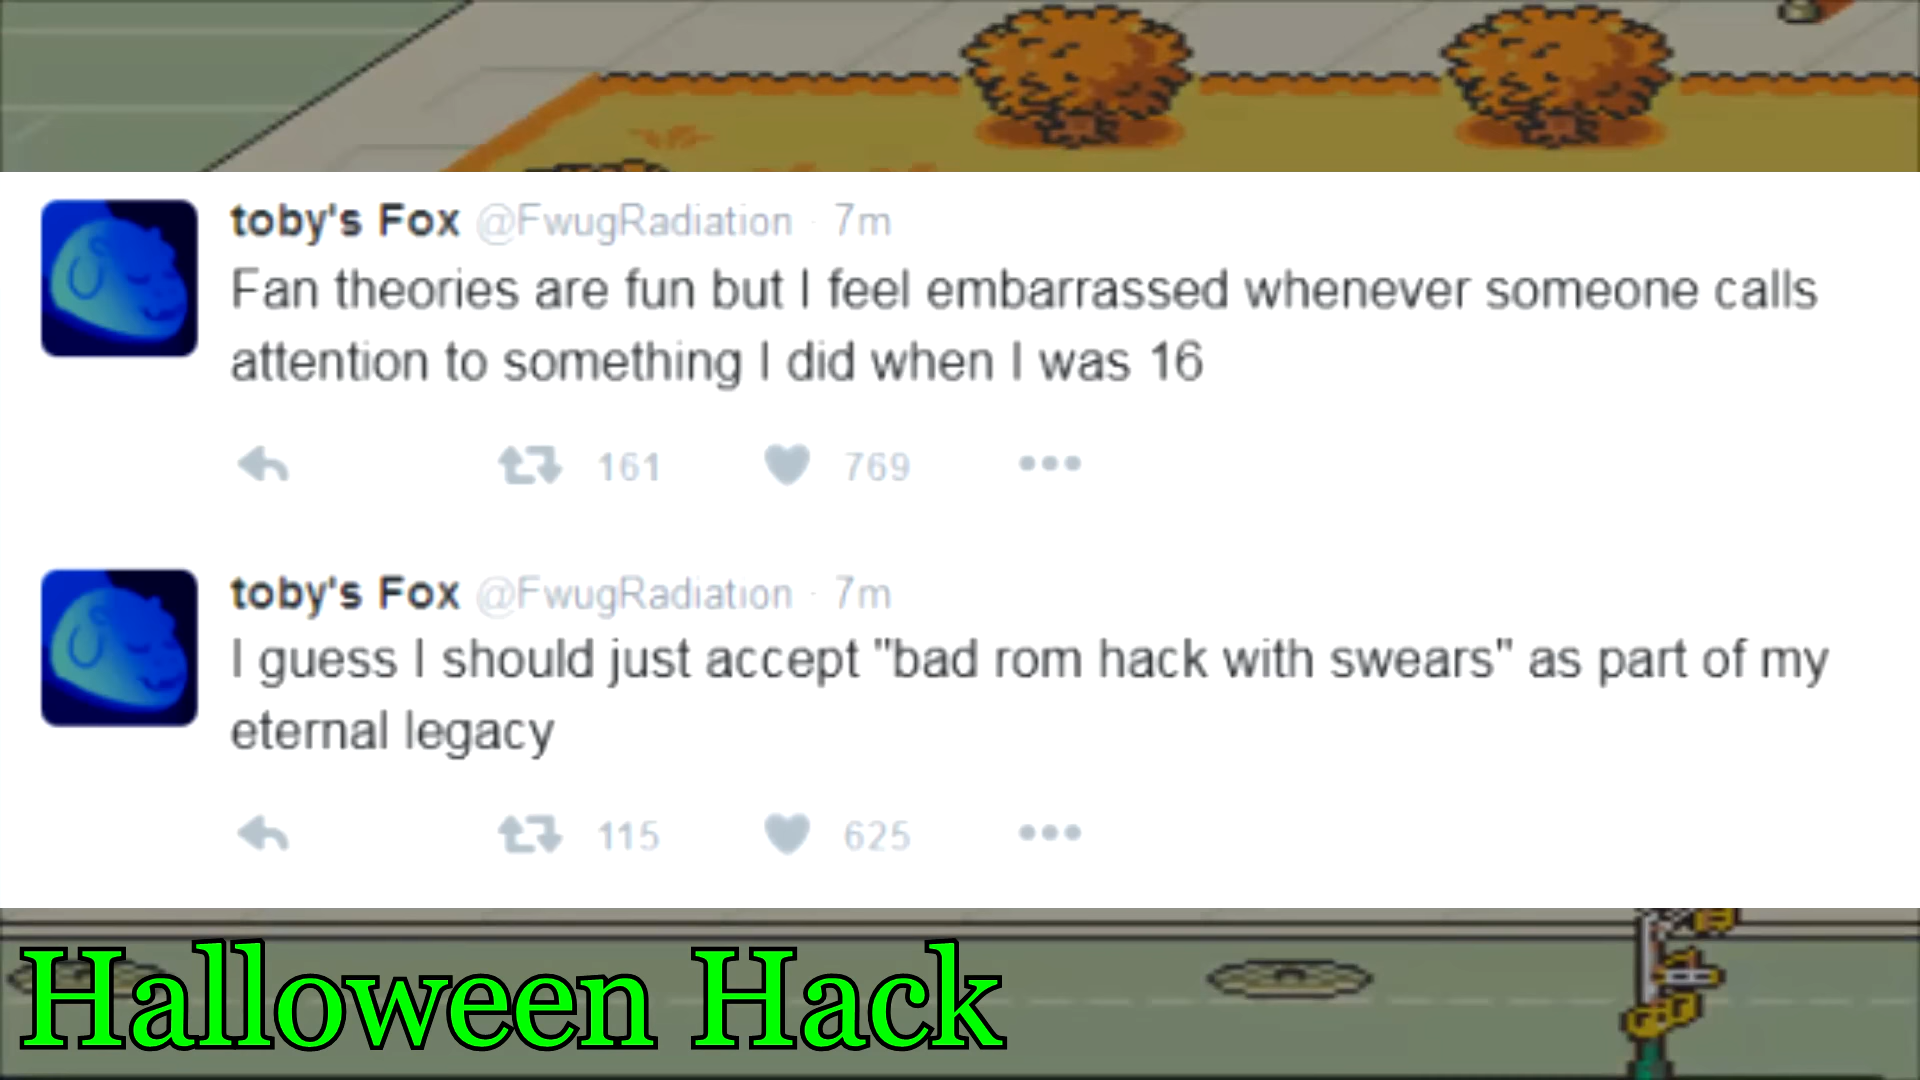 toby's Fox @FwugRadiation · 7m
Fan theories are fun but I feel embarrassed whenever someone calls
attention to something I did when I was 16
161 769 •••
toby's Fox @FwugRadiation · 7m
I guess I should just accept "bad rom hack with swears" as part of my
eternal legacy
115 625 •••
Halloween Hack